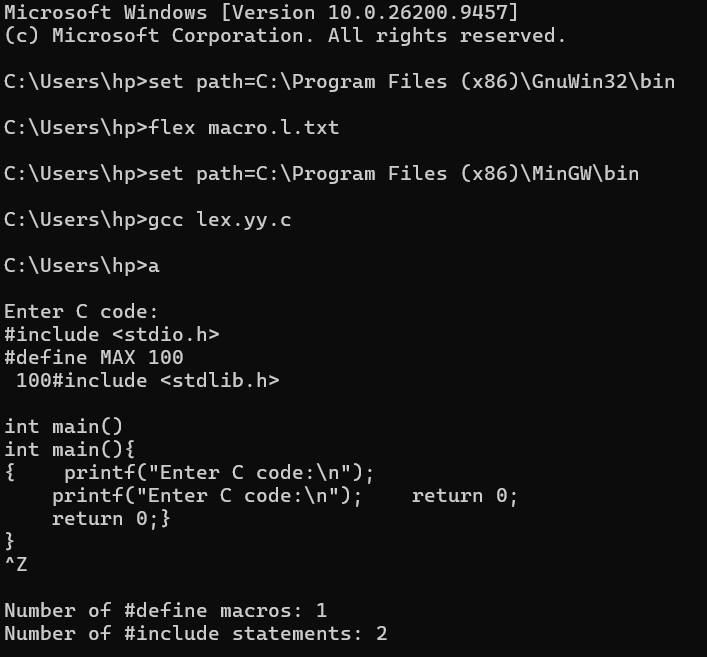 Microsoft Windows [Version 10.0.26200.9457]
(c) Microsoft Corporation. All rights reserved.
C:\Users\hp>set path=C:\Program Files (x86)\GnuWin32\bin
C:\Users\hp>flex macro.l.txt
C:\Users\hp>set path=C:\Program Files (x86)\MinGW\bin
C:\Users\hp>gcc lex.yy.c
C:\Users\hp>a
Enter C code:
#include <stdio.h>
#define MAX 100
 100#include <stdlib.h>
int main()
int main(){
{    printf("Enter C code:\n");
    printf("Enter C code:\n");    return 0;
    return 0;}
}
^Z
Number of #define macros: 1
Number of #include statements: 2